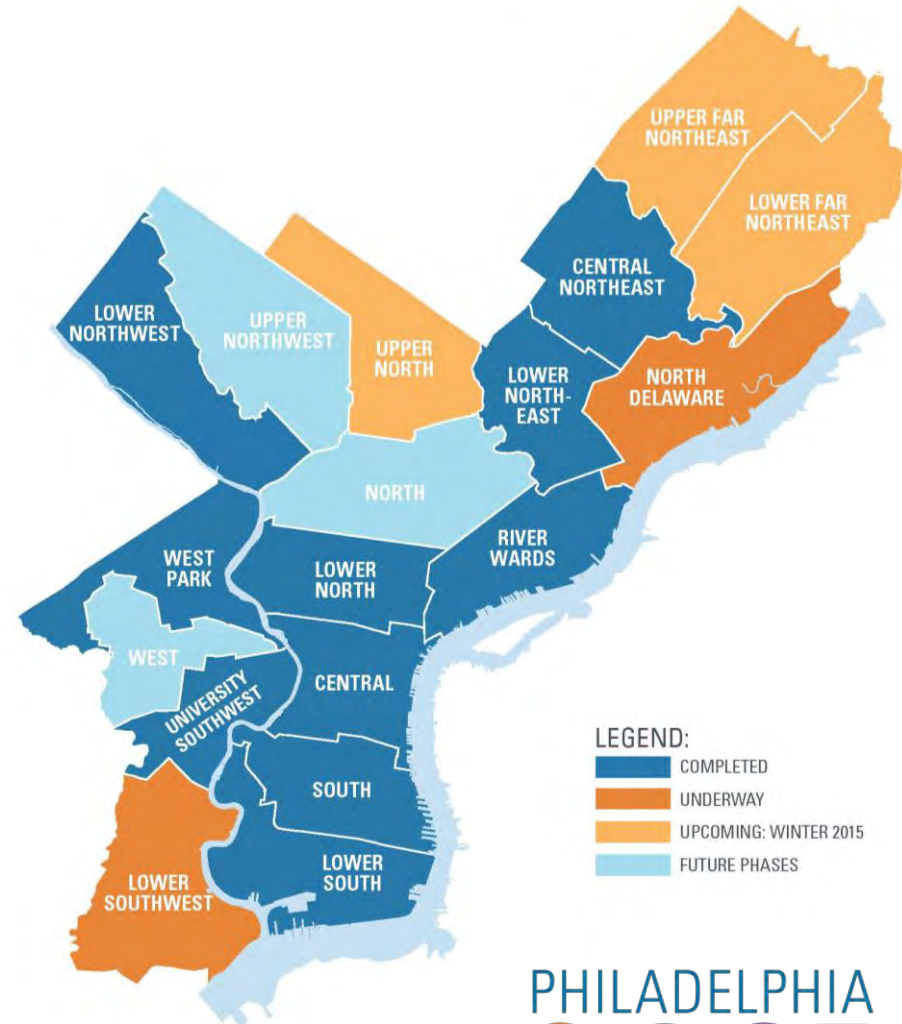 UPPER FAR
NORTHEAST
LOWER FAR
NORTHEAST
CENTRAL
NORTHEAST
LOWER
NORTHWEST
UPPER
NORTHWEST
UPPER
NORTH
LOWER
NORTH-
EAST
NORTH
DELAWARE
NORTH
RIVER
WARDS
WEST
PARK
LOWER
NORTH
WEST
CENTRAL
UNIVERSITY
SOUTHWEST
SOUTH
LOWER
SOUTH
LOWER
SOUTHWEST
LEGEND:
COMPLETED
UNDERWAY
UPCOMING: WINTER 2015
FUTURE PHASES
PHILADELPHIA